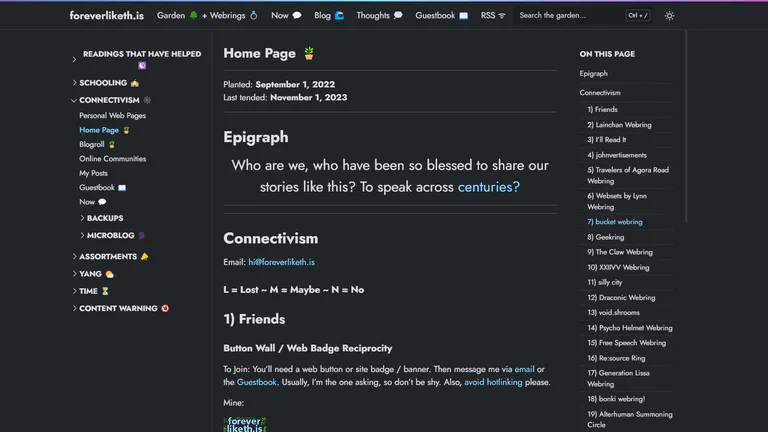 foreverliketh.is
Garden 🌳 + Webrings 💍
Now 💬
Blog 🌊
Thoughts 💭
Guestbook 📖
RSS
Search the garden...
Ctrl + /
READINGS THAT HAVE HELPED
SCHOOLING 🏫
CONNECTIVISM 🕸️
Personal Web Pages
Home Page 🪴
Blogroll 🪴
Online Communities
My Posts
Guestbook 📖
Now 💬
BACKUPS
MICROBLOG
ASSORTMENTS
YANG
TIME ⏳
CONTENT WARNING
Home Page 🪴
Planted: September 1, 2022
Last tended: November 1, 2023
Epigraph
Who are we, who have been so blessed to share our
stories like this? To speak across centuries?
Connectivism
Email: hi@foreverliketh.is
L = Lost ~ M = Maybe ~ N = No
1) Friends
Button Wall / Web Badge Reciprocity
To Join: You'll need a web button or site badge / banner. Then message me via email or
the Guestbook. Usually, I'm the one asking, so don't be shy. Also, avoid hotlinking please.
Mine:
forever
liketh.is
ON THIS PAGE
Epigraph
Connectivism
1) Friends
2) Lainchan Webring
3) I'll Read It
4) johnvertisements
5) Travelers of Agora Road
Webring
6) Websets by Lynn
Webring
7) bucket webring
8) Geekring
9) The Claw Webring
10) XXIIVV Webring
11) silly city
12) Draconic Webring
13) void.shrooms
14) Psycho Helmet Webring
15) Free Speech Webring
16) Re:source Ring
17) Generation Lissa
Webring
18) bonki webring!
19) Alterhuman Summoning
Circle